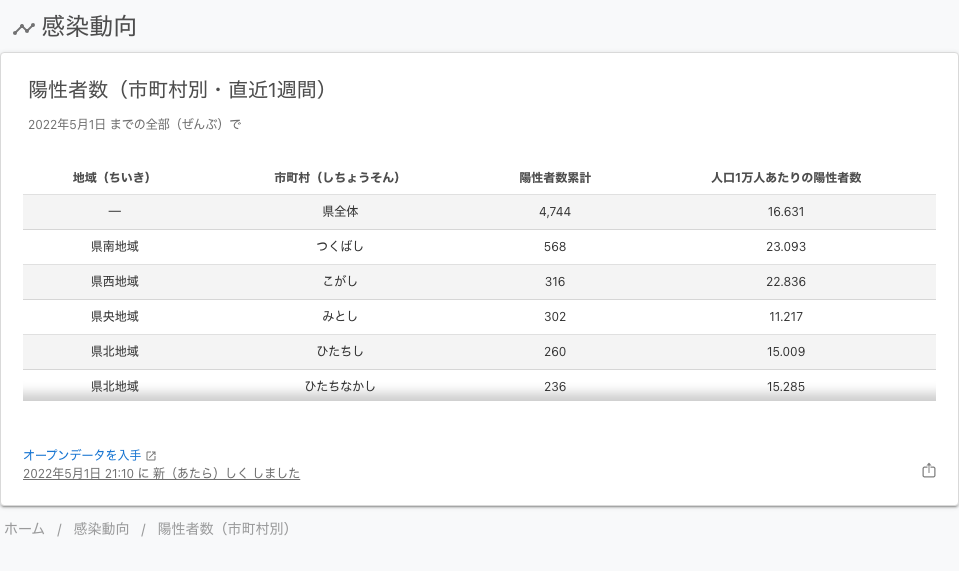 感染動向
陽性者数（市町村別・直近1週間）
2022年5月1日 までの全部（ぜんぶ）で
地域（ちいき） 市町村（しちょうそん） 陽性者数累計 人口1万人あたりの陽性者数
— 県全体 4,744 16.631
県南地域 つくばし 568 23.093
県西地域 こがし 316 22.836
県央地域 みとし 302 11.217
県北地域 ひたちし 260 15.009
県北地域 ひたちなかし 236 15.285
オープンデータを入手
2022年5月1日 21:10 に 新（あたら）しく しました
ホーム / 感染動向 / 陽性者数（市町村別）